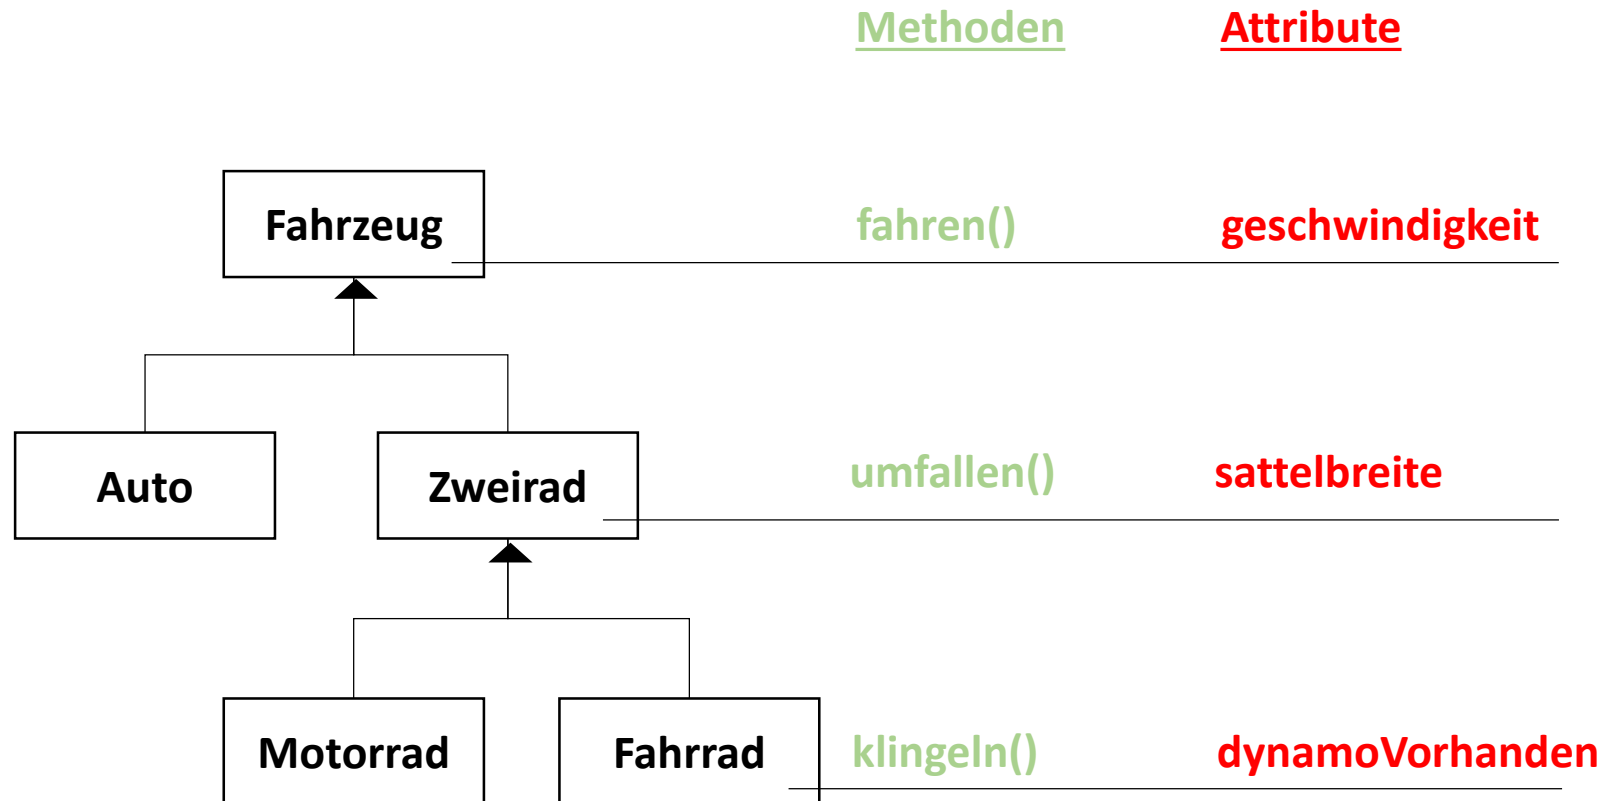 Methoden Attribute
Fahrzeug fahren() geschwindigkeit
Auto Zweirad umfallen() sattelbreite
Motorrad Fahrrad klingeln() dynamoVorhanden